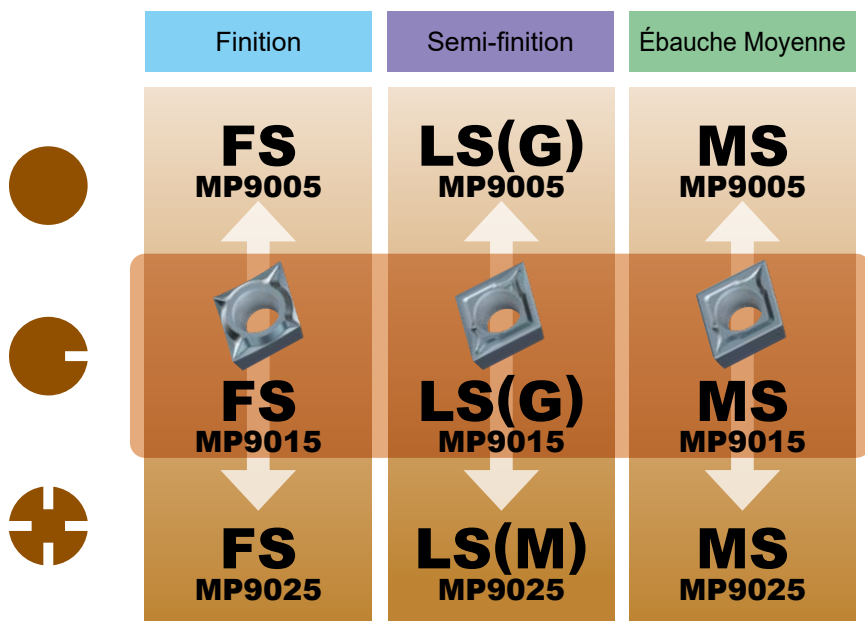 Finition
Semi-finition
Ébauche Moyenne
FS
LS(G)
MS
MP9005
MP9005
MP9005
FS
LS(G)
MS
MP9015
MP9015
MP9015
FS
LS(M)
MS
MP9025
MP9025
MP9025